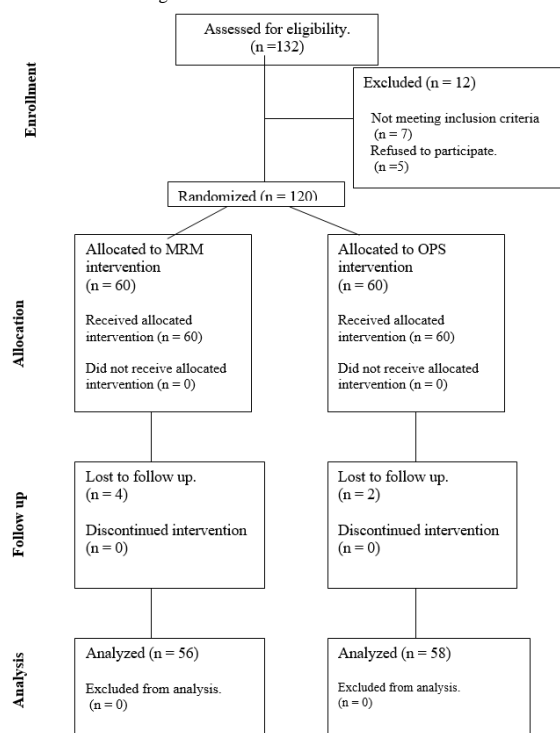 Enrollment
Assessed for eligibility.
(n =132)
Excluded (n = 12)
Not meeting inclusion criteria
(n = 7)
Refused to participate.
(n =5)
Randomized (n = 120)
Allocation
Allocated to MRM
intervention
(n = 60)
Received allocated
intervention (n = 60)
Did not receive allocated
intervention (n = 0)
Allocated to OPS
intervention
(n = 60)
Received allocated
intervention (n = 60)
Did not receive allocated
intervention (n = 0)
Follow up
Lost to follow up.
(n = 4)
Discontinued intervention
(n = 0)
Lost to follow up.
(n = 2)
Discontinued intervention
(n = 0)
Analysis
Analyzed (n = 56)
Excluded from analysis.
(n = 0)
Analyzed (n = 58)
Excluded from analysis.
(n = 0)